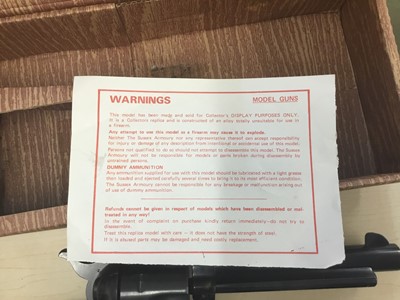 WARNINGS MODEL GUNS
This model has been made and sold for Collector's DISPLAY PURPOSES ONLY.
It is a Collectors replica and is constructed of an alloy totally unsuitable for use in
a firearm.
Any attempt to use this model as a firearm may cause it to explode.
Neither The Sussex Armoury nor any representative thereof can accept responsibility
for injury or damage of any description from intentional or accidental use of this model.
Persons not qualified to do so should not attempt to disassemble this model. The Sussex
Armoury will not be responsible for models or parts broken during disassembly by
untrained persons.
DUMMY AMMUNITION
Any ammunition supplied for use with this model should be lubricated with a light grease
then loaded and ejected carefully several times to bring it to its most efficient condition.
The Sussex Armoury cannot be responsible for any breakage or malfunction arising out
of use of dummy ammunition.
Refunds cannot be given in respect of models which have been disassembled or mal-
treated in any way!
In the event of complaint on purchase kindly return immediately—do not try to
disassemble.
Treat this replica model with care — it does not have the strength of steel.
If it is abused parts may be damaged and need costly replacement.